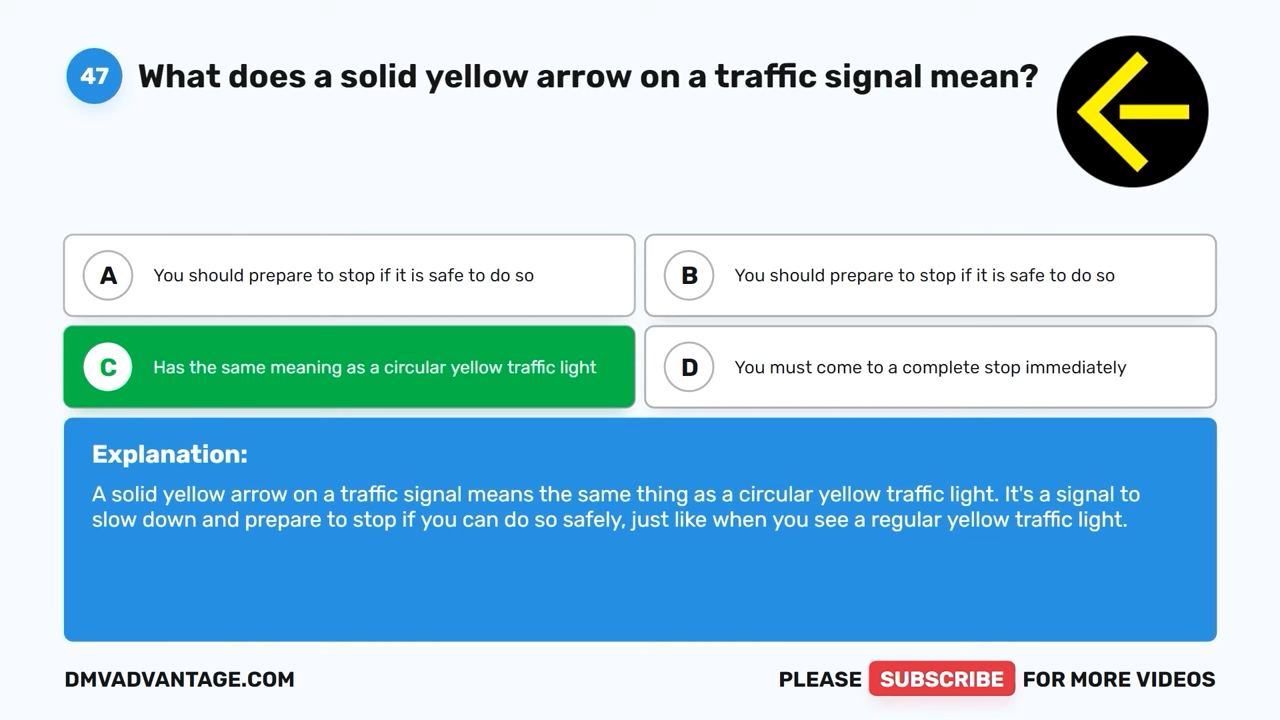 47 What does a solid yellow arrow on a traffic signal mean?
A You should prepare to stop if it is safe to do so
B You should prepare to stop if it is safe to do so
C Has the same meaning as a circular yellow traffic light
D You must come to a complete stop immediately
Explanation:
A solid yellow arrow on a traffic signal means the same thing as a circular yellow traffic light. It's a signal to
slow down and prepare to stop if you can do so safely, just like when you see a regular yellow traffic light.
DMVADVANTAGE.COM
PLEASE SUBSCRIBE FOR MORE VIDEOS